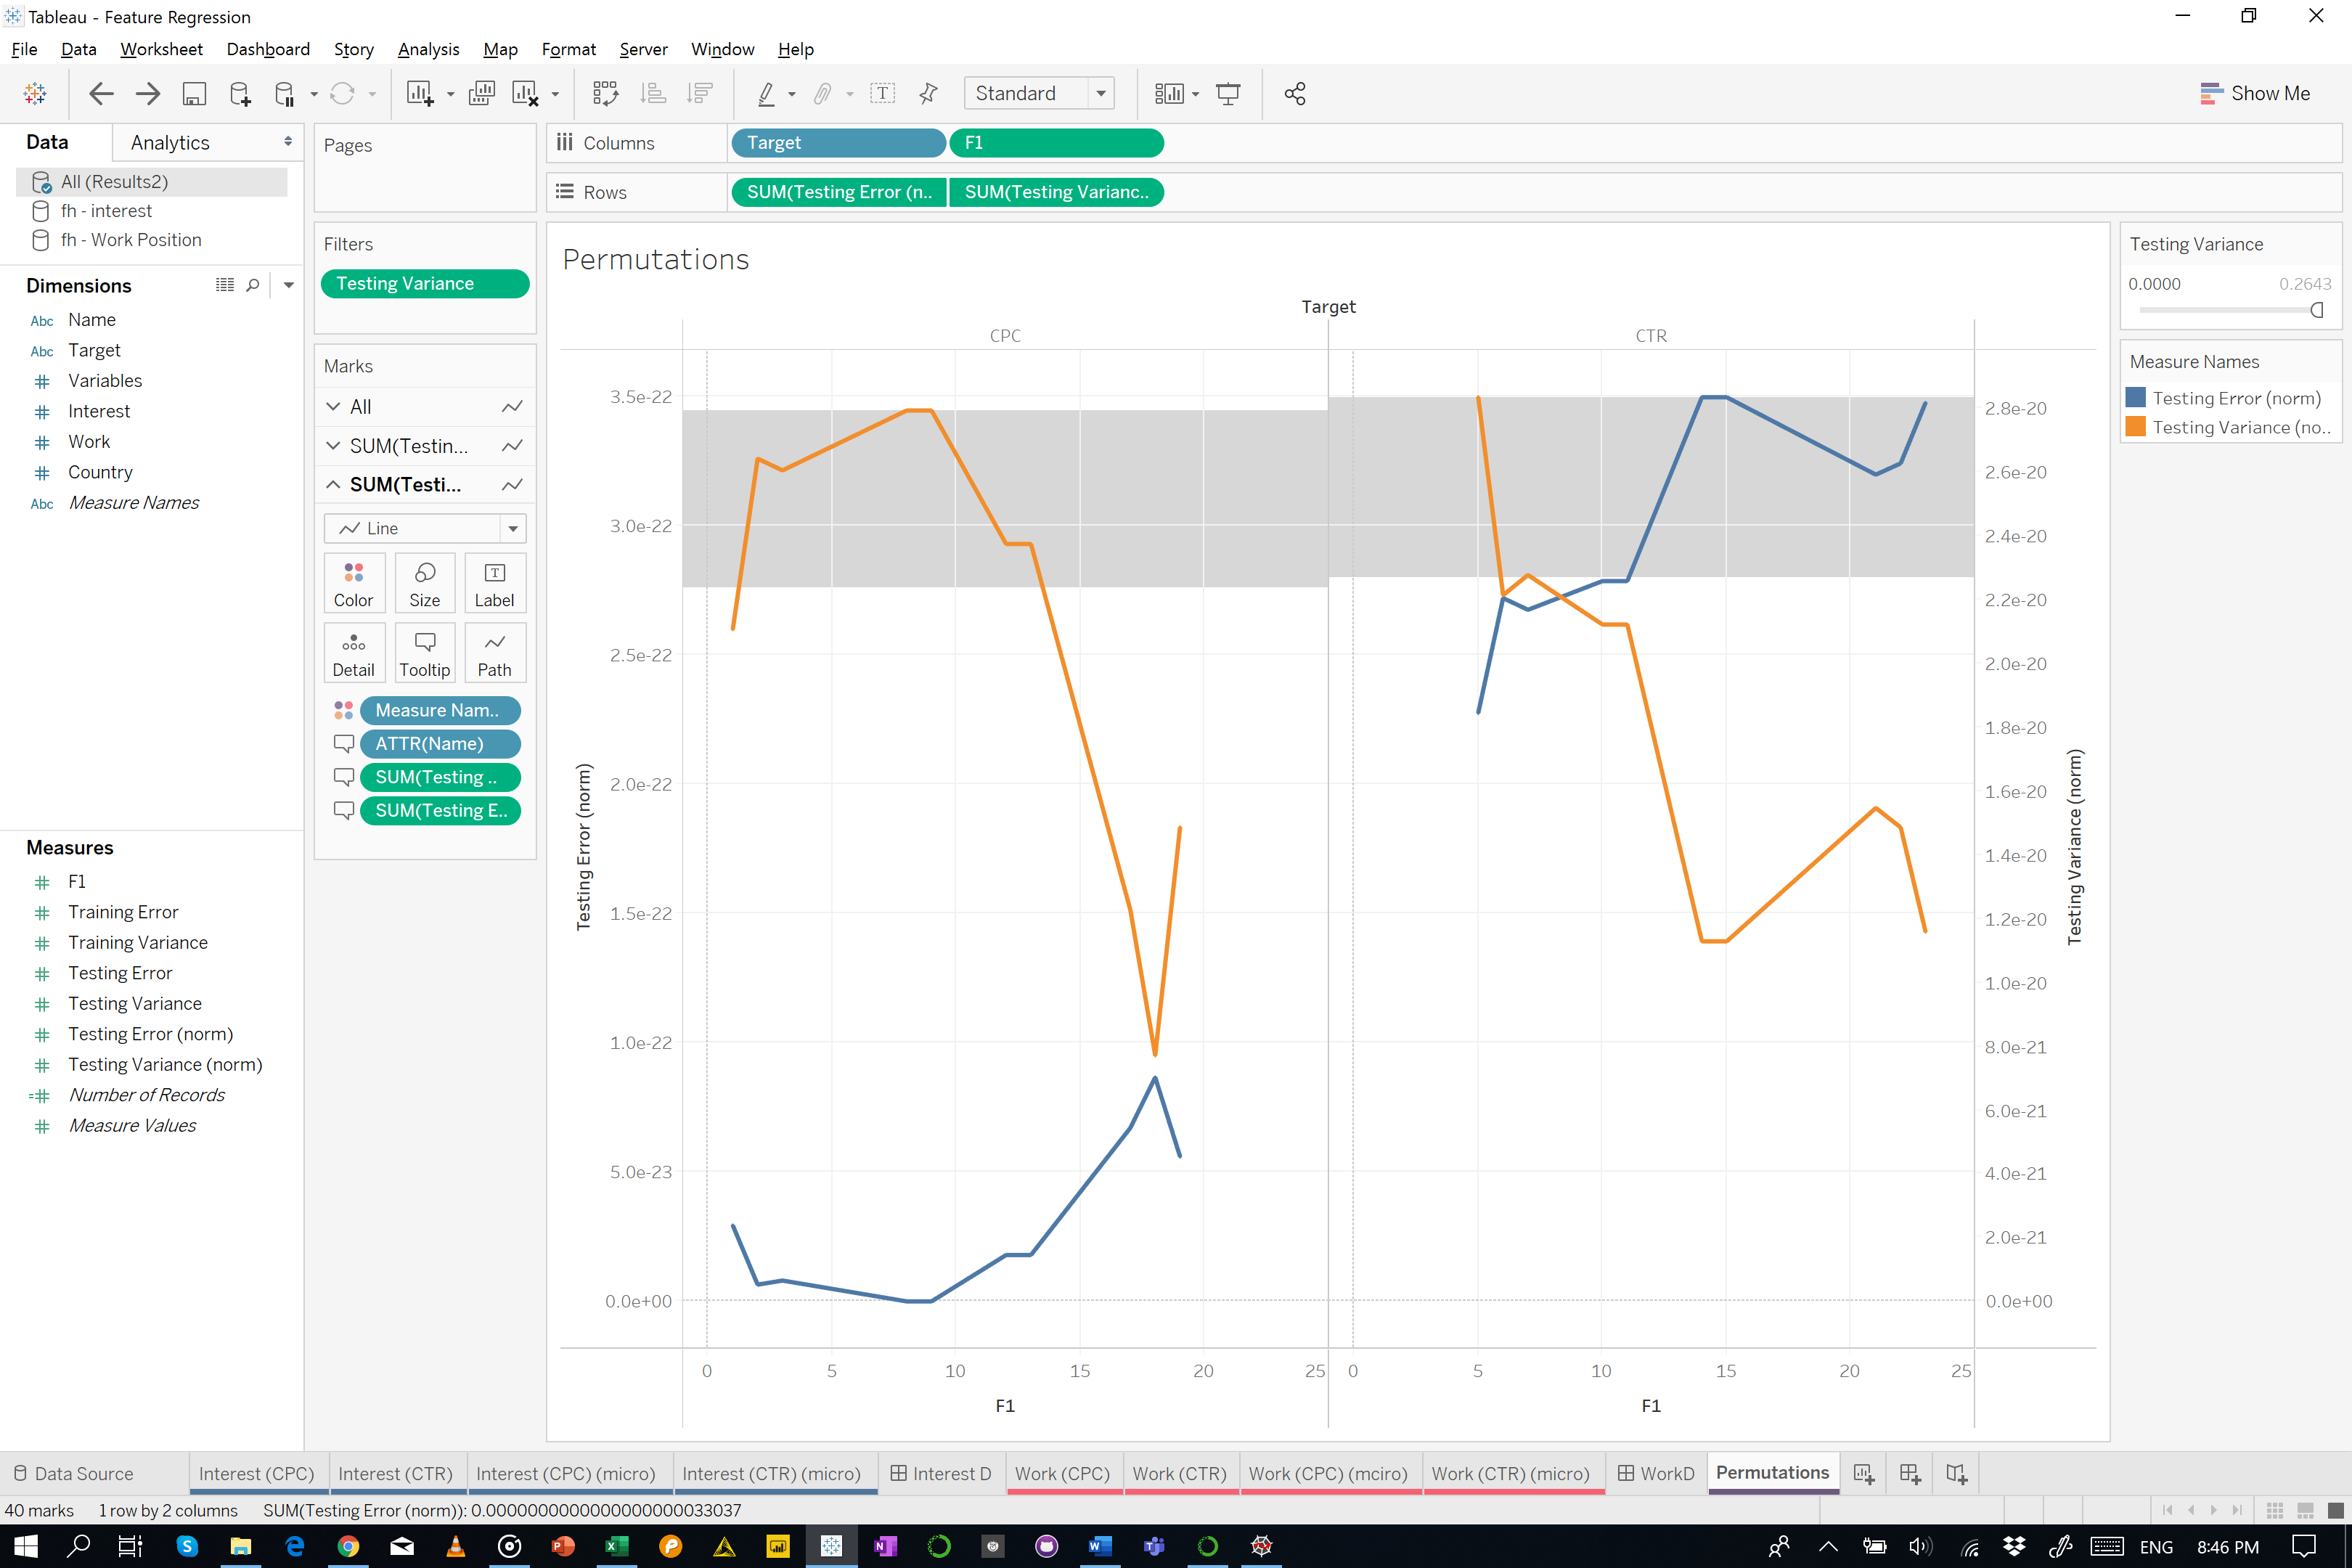 Tableau - Feature Regression
File Data Worksheet Dashboard Story Analysis Map Format Server Window Help
Standard
Show Me
Data
Analytics
All (Results2)
fh - interest
fh - Work Position
Dimensions
Abc Name
Abc Target
Variables
Interest
Work
Country
Abc Measure Names
Measures
F1
Training Error
Training Variance
Testing Error
Testing Variance
Testing Error (norm)
Testing Variance (norm)
Number of Records
Measure Values
Pages
Filters
Testing Variance
Marks
All
SUM(Testin...
SUM(Testi...
Line
Color Size Label
Detail Tooltip Path
Measure Nam..
ATTR(Name)
SUM(Testing ..
SUM(Testing E..
Columns Target F1
Rows SUM(Testing Error (n.. SUM(Testing Varianc..
Permutations
Target
CPC CTR
3.5e-22
3.0e-22
2.5e-22
2.0e-22
1.5e-22
1.0e-22
5.0e-23
0.0e+00
Testing Error (norm)
2.8e-20
2.6e-20
2.4e-20
2.2e-20
2.0e-20
1.8e-20
1.6e-20
1.4e-20
1.2e-20
1.0e-20
8.0e-21
6.0e-21
4.0e-21
2.0e-21
0.0e+00
Testing Variance (norm)
0 5 10 15 20 25 0 5 10 15 20 25
F1 F1
Testing Variance
0.0000 0.2643
Measure Names
Testing Error (norm)
Testing Variance (no..
Data Source Interest (CPC) Interest (CTR) Interest (CPC) (micro) Interest (CTR) (micro) Interest D Work (CPC) Work (CTR) Work (CPC) (mciro) Work (CTR) (micro) WorkD Permutations
40 marks 1 row by 2 columns SUM(Testing Error (norm)): 0.00000000000000000000033037
ENG 8:46 PM